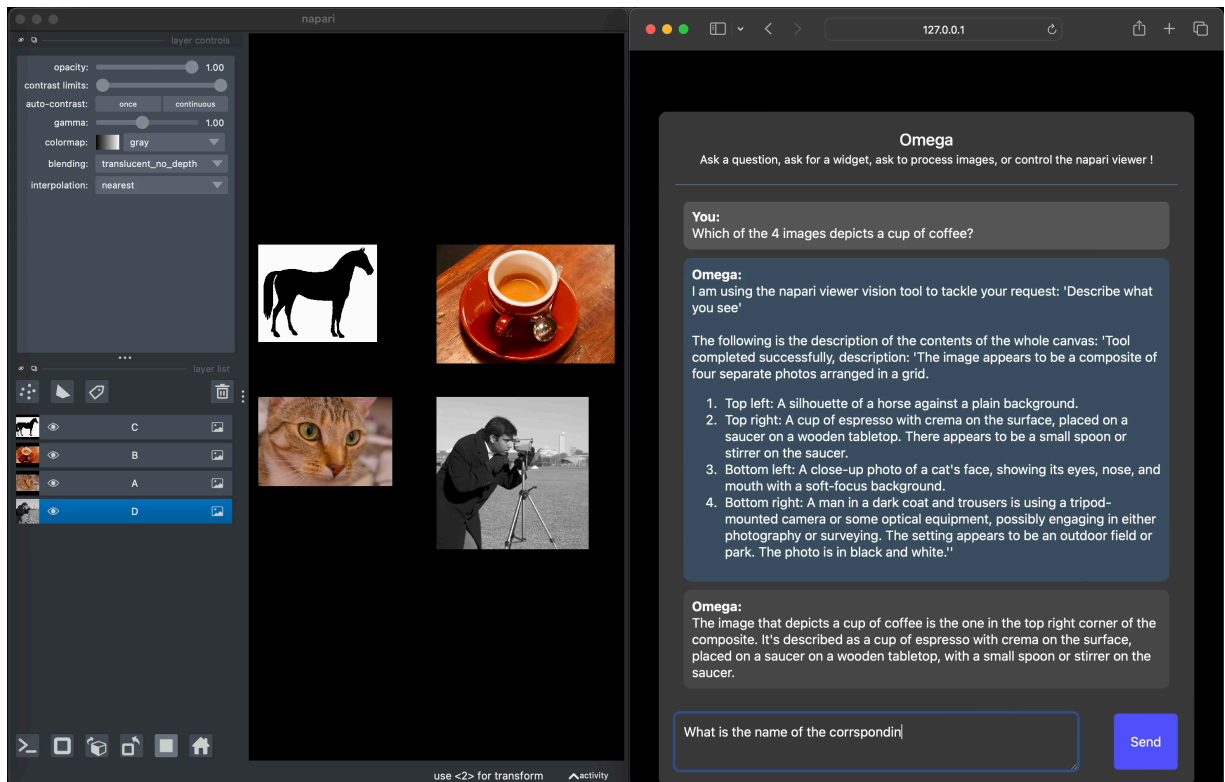 napari
layer controls
opacity: 1.00
contrast limits:
auto-contrast: once continuous
gamma: 1.00
colormap: gray
blending: translucent_no_depth
interpolation: nearest
layer list
C
B
A
D
use <2> for transform
activity
127.0.0.1
Omega
Ask a question, ask for a widget, ask to process images, or control the napari viewer !
You:
Which of the 4 images depicts a cup of coffee?
Omega:
I am using the napari viewer vision tool to tackle your request: 'Describe what
you see'
The following is the description of the contents of the whole canvas: 'Tool
completed successfully, description: 'The image appears to be a composite of
four separate photos arranged in a grid.
1. Top left: A silhouette of a horse against a plain background.
2. Top right: A cup of espresso with crema on the surface, placed on a
saucer on a wooden tabletop. There appears to be a small spoon or
stirrer on the saucer.
3. Bottom left: A close-up photo of a cat's face, showing its eyes, nose, and
mouth with a soft-focus background.
4. Bottom right: A man in a dark coat and trousers is using a tripod-
mounted camera or some optical equipment, possibly engaging in either
photography or surveying. The setting appears to be an outdoor field or
park. The photo is in black and white.''
Omega:
The image that depicts a cup of coffee is the one in the top right corner of the
composite. It's described as a cup of espresso with crema on the surface,
placed on a saucer on a wooden tabletop, with a small spoon or stirrer on the
saucer.
What is the name of the corrspondin
Send